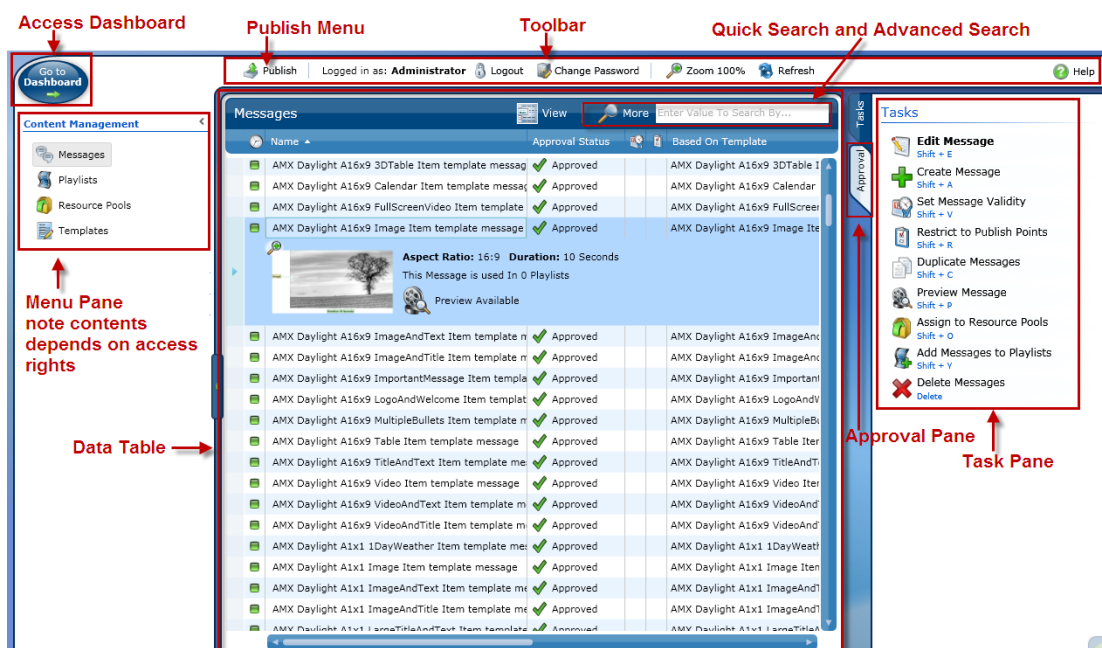 Access Dashboard
Publish Menu
Toolbar
Quick Search and Advanced Search
Go to
Dashboard
Publish
Logged in as: Administrator
Logout
Change Password
Zoom 100%
Refresh
Help
Content Management
Messages
Playlists
Resource Pools
Templates
Menu Pane
note contents
depends on access
rights
Data Table
Messages
View
More
Enter Value To Search By...
Name
Approval Status
Based On Template
AMX Daylight A16x9 3DTable Item template messag Approved AMX Daylight A16x9 3DTable I
AMX Daylight A16x9 Calendar Item template messag Approved AMX Daylight A16x9 Calendar
AMX Daylight A16x9 FullScreenVideo Item template Approved AMX Daylight A16x9 FullScreen
AMX Daylight A16x9 Image Item template message Approved AMX Daylight A16x9 Image Ite
Aspect Ratio: 16:9 Duration: 10 Seconds
This Message is used In 0 Playlists
Preview Available
AMX Daylight A16x9 ImageAndText Item template m Approved AMX Daylight A16x9 ImageAnd
AMX Daylight A16x9 ImageAndTitle Item template m Approved AMX Daylight A16x9 ImageAnd
AMX Daylight A16x9 ImportantMessage Item templa Approved AMX Daylight A16x9 Important
AMX Daylight A16x9 LogoAndWelcome Item templat Approved AMX Daylight A16x9 LogoAndW
AMX Daylight A16x9 MultipleBullets Item template m Approved AMX Daylight A16x9 MultipleBu
AMX Daylight A16x9 Table Item template message Approved AMX Daylight A16x9 Table Iter
AMX Daylight A16x9 TitleAndText Item template me Approved AMX Daylight A16x9 TitleAndT
AMX Daylight A16x9 Video Item template message Approved AMX Daylight A16x9 Video Iter
AMX Daylight A16x9 VideoAndText Item template m Approved AMX Daylight A16x9 VideoAnd
AMX Daylight A16x9 VideoAndTitle Item template m Approved AMX Daylight A16x9 VideoAnd
AMX Daylight A1x1 1DayWeather Item template me Approved AMX Daylight A1x1 1DayWeath
AMX Daylight A1x1 Image Item template message Approved AMX Daylight A1x1 Image Iten
AMX Daylight A1x1 ImageAndText Item template me Approved AMX Daylight A1x1 ImageAndT
AMX Daylight A1x1 ImageAndTitle Item template me Approved AMX Daylight A1x1 ImageAndT
AMX Daylight A1x1 LargeTitleAndText Item template Approved AMX Daylight A1x1 LargeTitleA
Tasks
Approval
Tasks
Edit Message
Shift + E
Create Message
Shift + A
Set Message Validity
Shift + V
Restrict to Publish Points
Shift + R
Duplicate Messages
Shift + C
Preview Message
Shift + P
Assign to Resource Pools
Shift + O
Add Messages to Playlists
Shift + Y
Delete Messages
Delete
Approval Pane
Task Pane